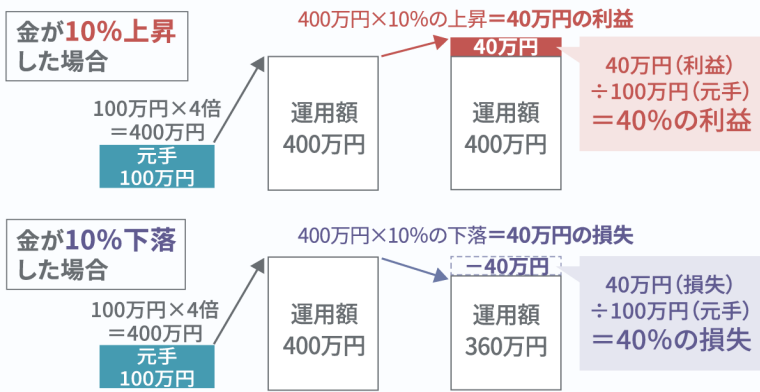 金が10%上昇
した場合
400万円×10%の上昇＝40万円の利益
100万円×4倍
＝400万円
元手
100万円
運用額
400万円
40万円
運用額
400万円
40万円（利益）
÷100万円（元手）
＝40%の利益
金が10%下落
した場合
400万円×10%の下落＝40万円の損失
100万円×4倍
＝400万円
元手
100万円
運用額
400万円
－40万円
運用額
360万円
40万円（損失）
÷100万円（元手）
＝40%の損失